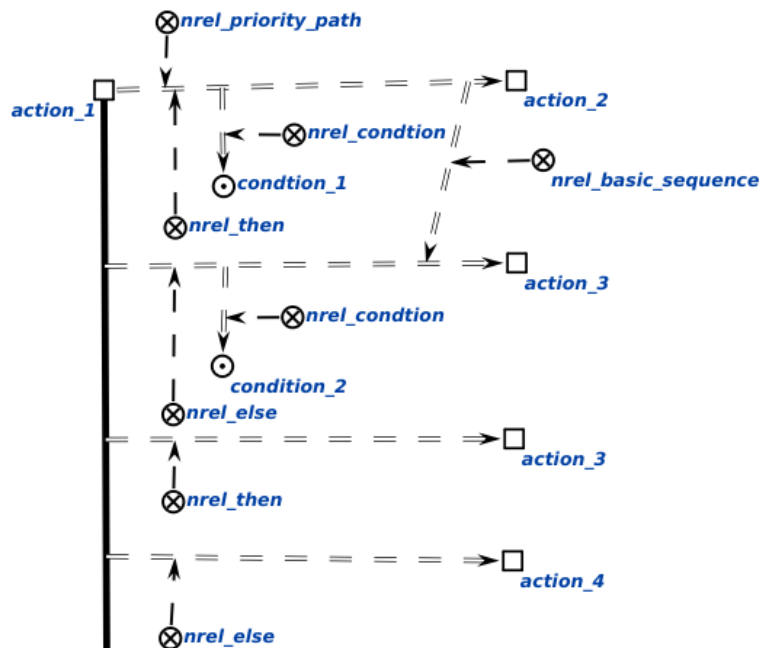 nrel_priority_path
action_1
action_2
nrel_condtion
condtion_1
nrel_basic_sequence
nrel_then
action_3
nrel_condtion
condition_2
nrel_else
action_3
nrel_then
action_4
nrel_else